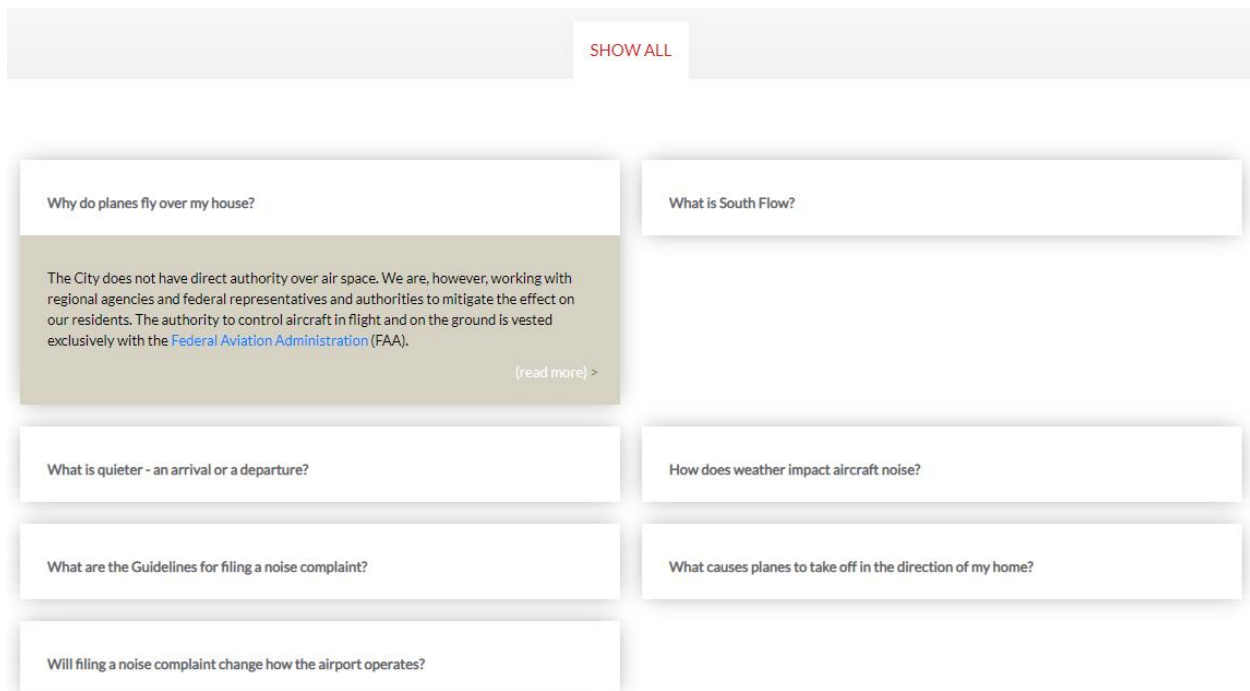 SHOW ALL
Why do planes fly over my house?
What is South Flow?
The City does not have direct authority over air space. We are, however, working with
regional agencies and federal representatives and authorities to mitigate the effect on
our residents. The authority to control aircraft in flight and on the ground is vested
exclusively with the Federal Aviation Administration (FAA).
(read more) >
What is quieter - an arrival or a departure?
How does weather impact aircraft noise?
What are the Guidelines for filing a noise complaint?
What causes planes to take off in the direction of my home?
Will filing a noise complaint change how the airport operates?